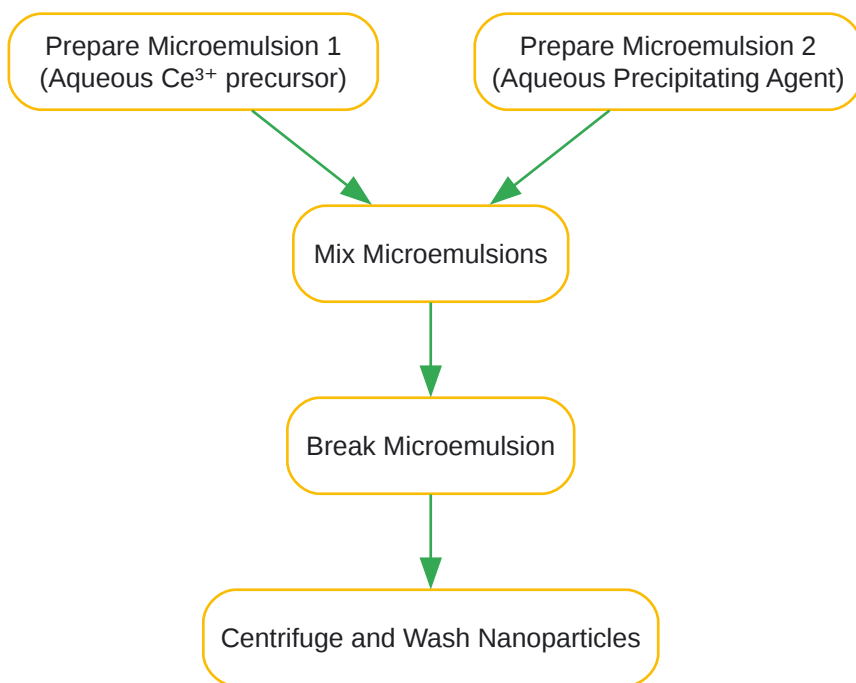 Prepare Microemulsion 1
(Aqueous Ce³⁺ precursor)
Prepare Microemulsion 2
(Aqueous Precipitating Agent)
Mix Microemulsions
Break Microemulsion
Centrifuge and Wash Nanoparticles